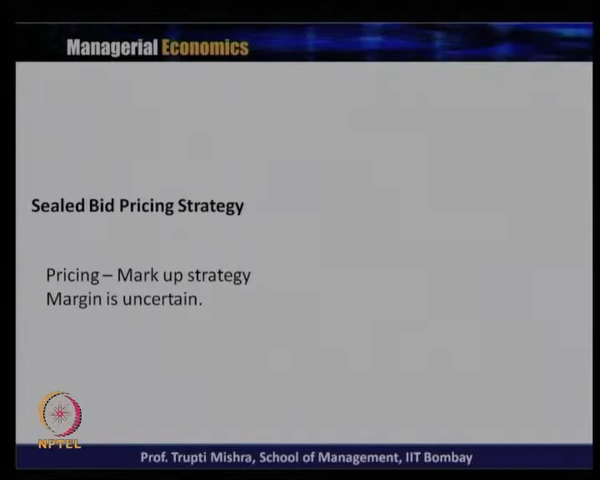 Managerial Economics
Sealed Bid Pricing Strategy
Pricing – Mark up strategy
Margin is uncertain.
NPTEL
Prof. Trupti Mishra, School of Management, IIT Bombay